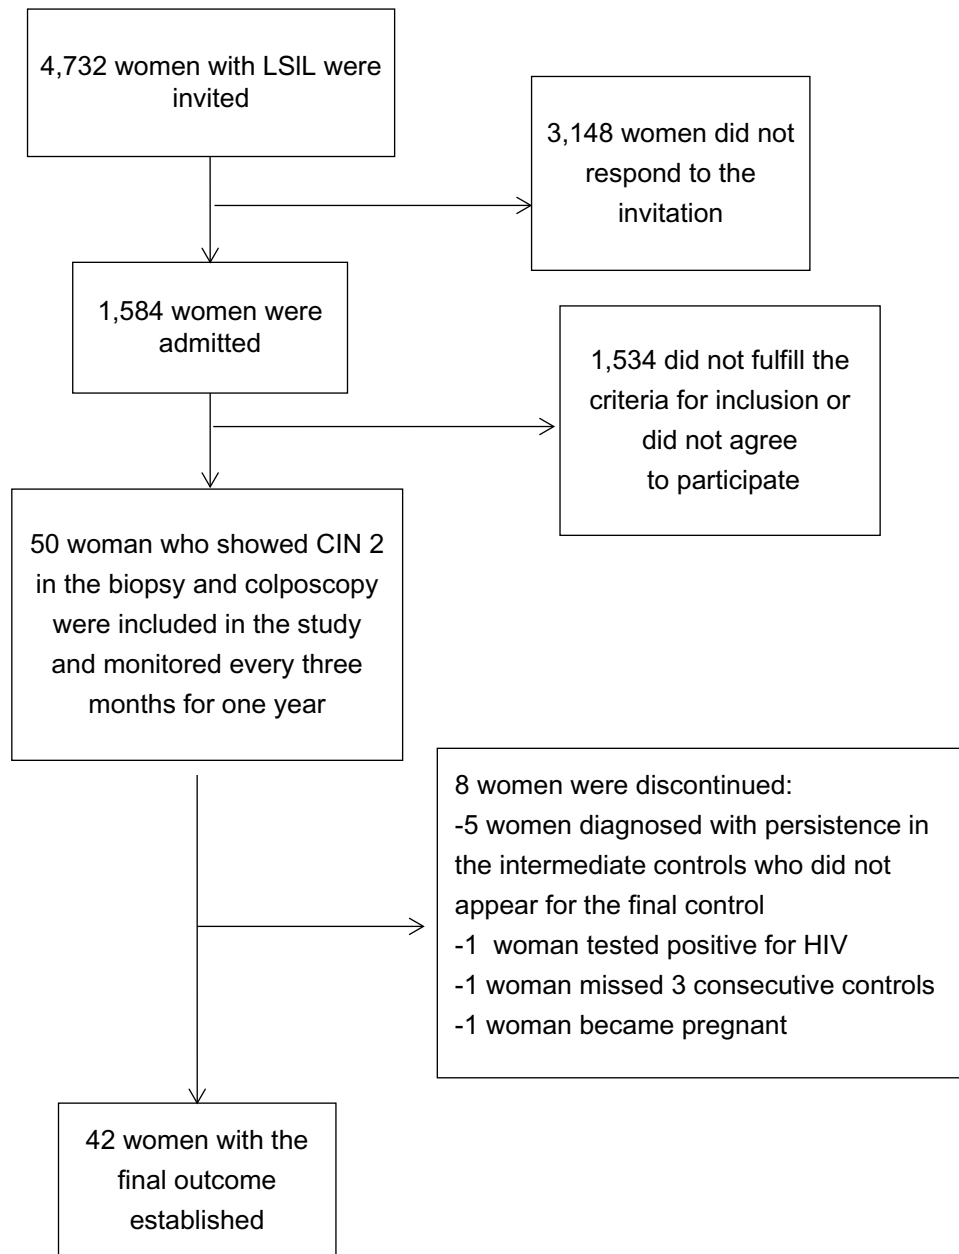 4,732 women with LSIL were
invited
3,148 women did not
respond to the
invitation
1,584 women were
admitted
1,534 did not fulfill the
criteria for inclusion or
did not agree
to participate
50 woman who showed CIN 2
in the biopsy and colposcopy
were included in the study
and monitored every three
months for one year
8 women were discontinued:
-5 women diagnosed with persistence in
the intermediate controls who did not
appear for the final control
-1 woman tested positive for HIV
-1 woman missed 3 consecutive controls
-1 woman became pregnant
42 women with the
final outcome
established